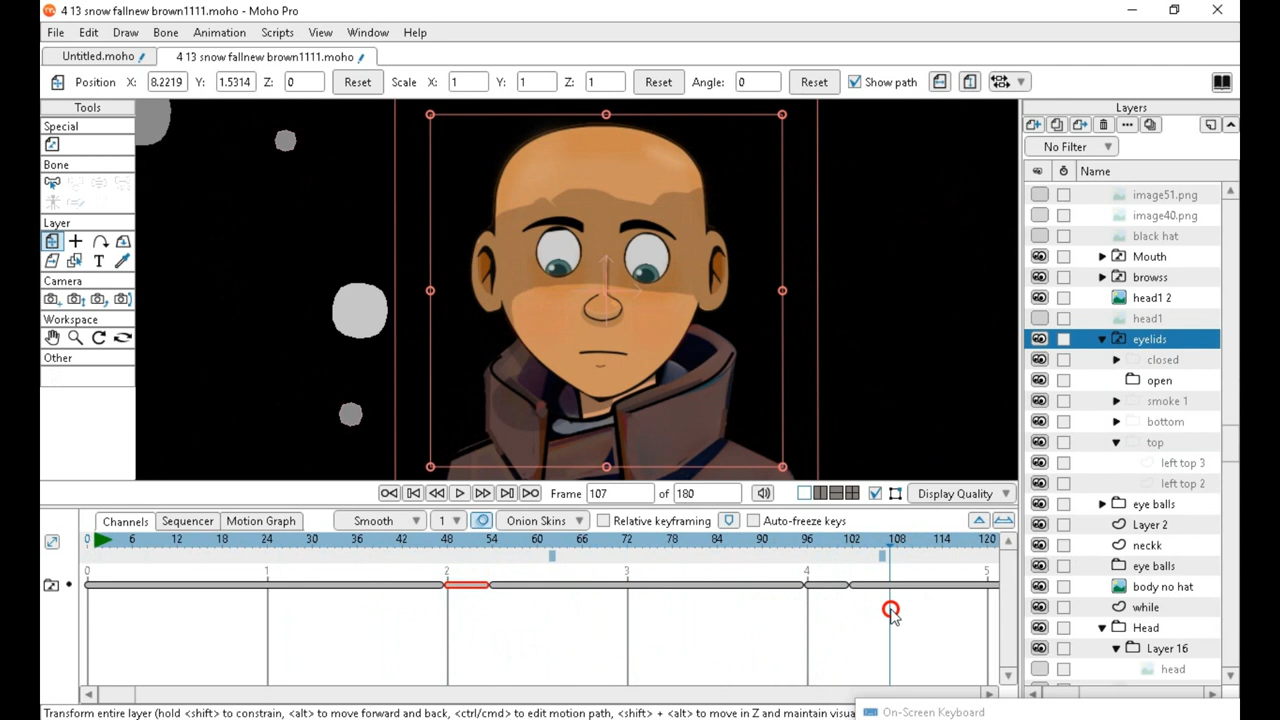 4 13 snow fallnew brown1111.moho - Moho Pro
File Edit Draw Bone Animation Scripts View Window Help
Untitled.moho 4 13 snow fallnew brown1111.moho
Position X: 8.2219 Y: 1.5314 Z: 0 Reset Scale X: 1 Y: 1 Z: 1 Reset Angle: 0 Reset Show path
Tools
Special
Bone
Layer
T
Camera
Workspace
Other
Layers
No Filter
Name
image51.png
image40.png
black hat
Mouth
browss
head1 2
head1
eyelids
closed
open
smoke 1
bottom
top
left top 3
left top 2
eye balls
Layer 2
neckk
eye balls
body no hat
while
Head
Layer 16
head
Frame 107 of 180 Display Quality
Channels Sequencer Motion Graph Smooth 1 Onion Skins Relative keyframing Auto-freeze keys
0 6 12 18 24 30 36 42 48 54 60 66 72 78 84 90 96 102 108 114 120
0 1 2 3 4 5
Transform entire layer (hold <shift> to constrain, <alt> to move forward and back, <ctrl/cmd> to edit motion path, <shift> + <alt> to move in Z and maintain visua
On-Screen Keyboard